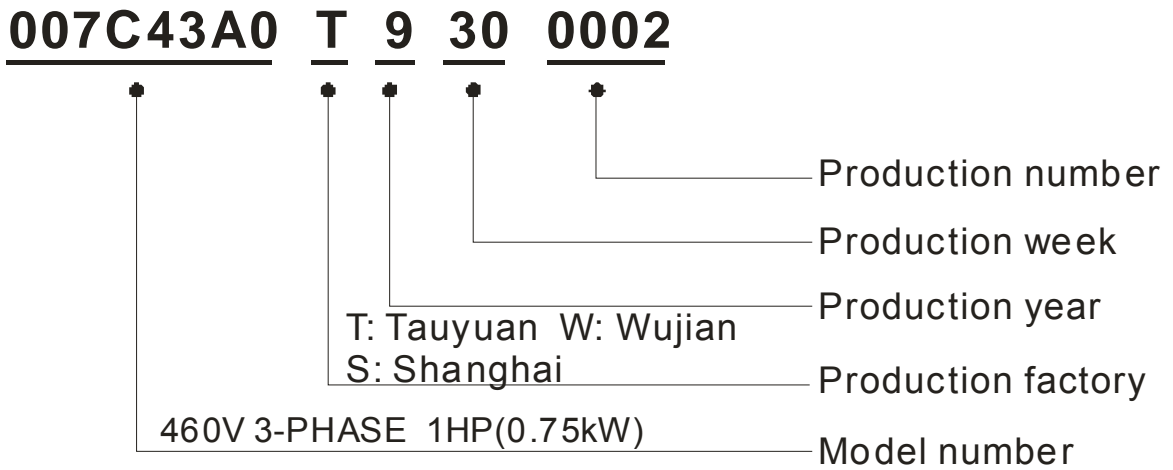 007C43A0 T 9 30 0002
Production number
Production week
Production year
T: Tauyuan W: Wujian
S: Shanghai
Production factory
460V 3-PHASE 1HP(0.75kW)
Model number